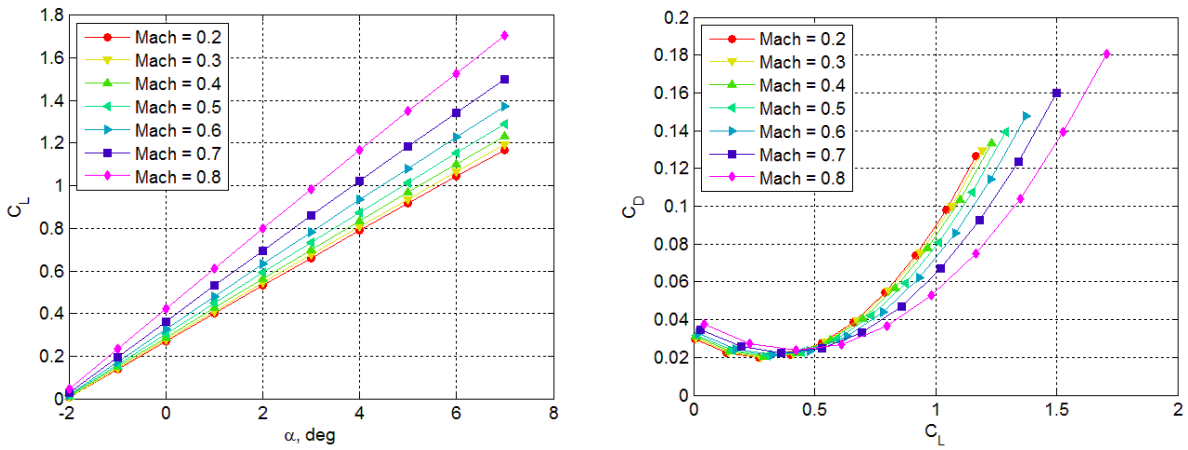 1.8
1.6
1.4
1.2
1
0.8
0.6
0.4
0.2
0
C_L
Mach = 0.2
Mach = 0.3
Mach = 0.4
Mach = 0.5
Mach = 0.6
Mach = 0.7
Mach = 0.8
-2 0 2 4 6 8
α, deg
0.2
0.18
0.16
0.14
0.12
0.1
0.08
0.06
0.04
0.02
0
C_D
Mach = 0.2
Mach = 0.3
Mach = 0.4
Mach = 0.5
Mach = 0.6
Mach = 0.7
Mach = 0.8
0 0.5 1 1.5 2
C_L